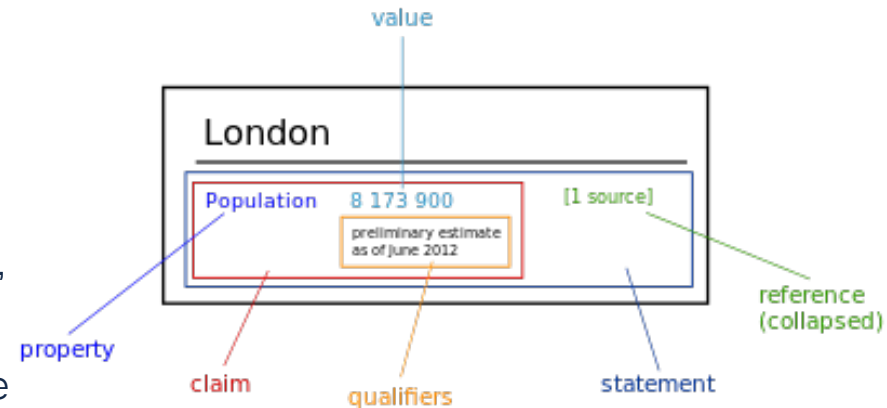 value
London
Population 8 173 900 [1 source]
preliminary estimate
as of June 2012
,
reference
(collapsed)
property
claim
statement
e
qualifiers